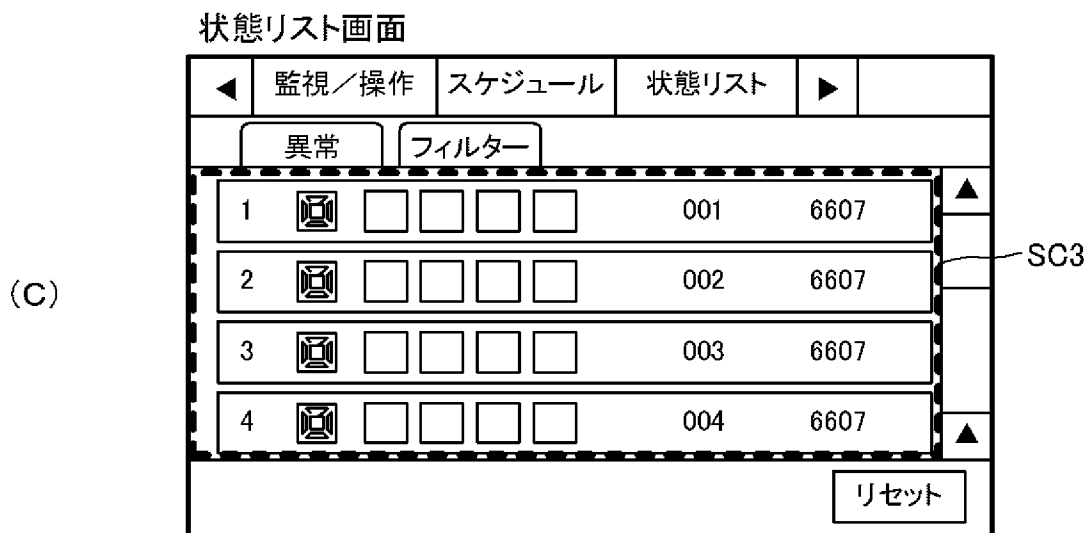 状態リスト画面
◀ 監視／操作 スケジュール 状態リスト ▶
異常 フィルター
1 001 6607 ▲
SC3
2 002 6607
(C)
3 003 6607
4 004 6607 ▲
リセット